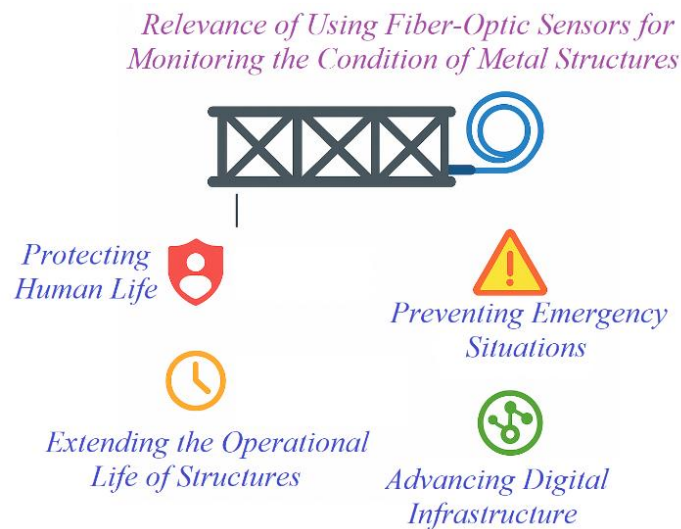 Relevance of Using Fiber-Optic Sensors for
Monitoring the Condition of Metal Structures
Protecting
Human Life
Preventing Emergency
Situations
Extending the Operational
Life of Structures
Advancing Digital
Infrastructure